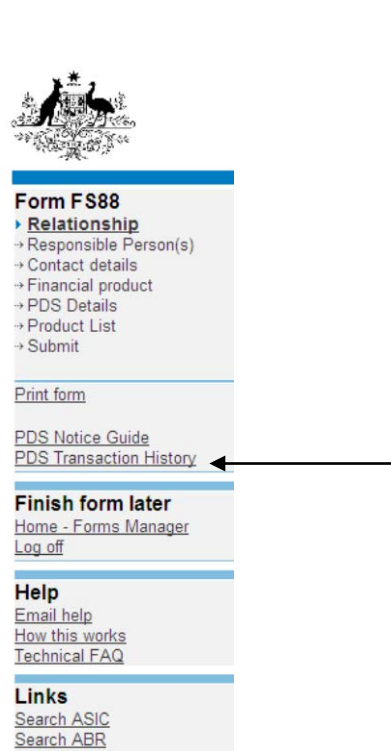 Form FS88
Relationship
→ Responsible Person(s)
→ Contact details
→ Financial product
→ PDS Details
→ Product List
→ Submit
Print form
PDS Notice Guide
PDS Transaction History
Finish form later
Home - Forms Manager
Log off
Help
Email help
How this works
Technical FAQ
Links
Search ASIC
Search ABR